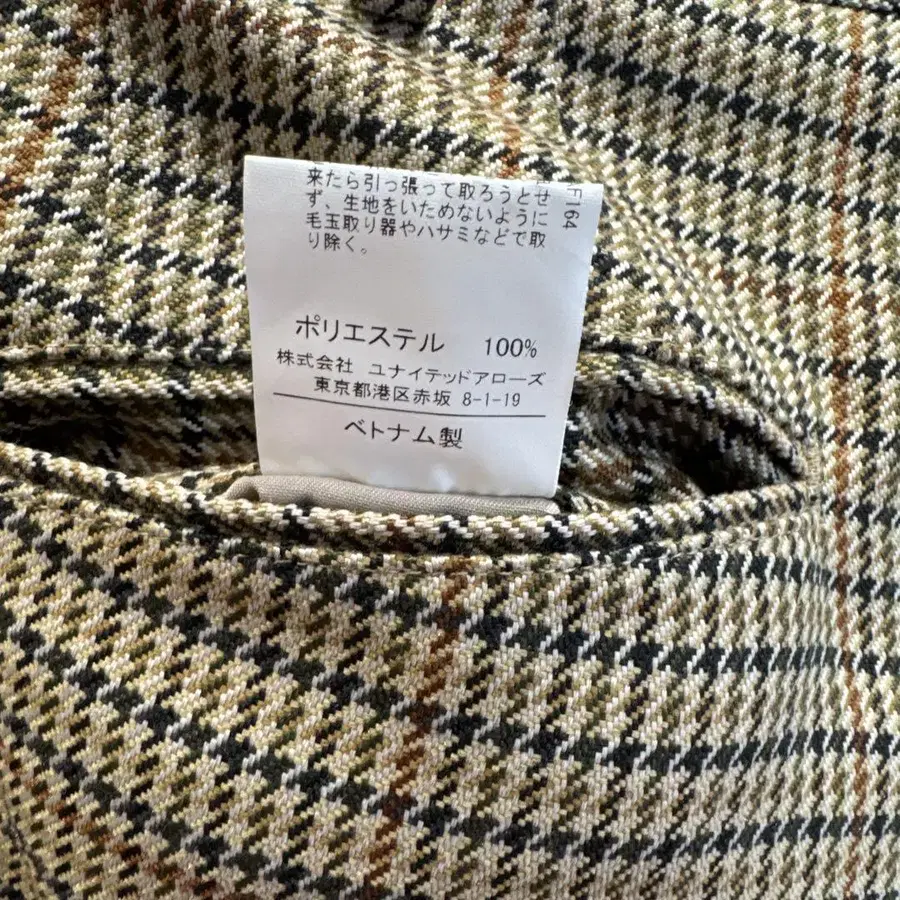 来たら引っ張って取ろうとせ
ず、生地をいためないように
毛玉取り器やハサミなどで取
り除く。
F164
ポリエステル 100%
株式会社 ユナイテッドアローズ
東京都港区赤坂 8-1-19
ベトナム製